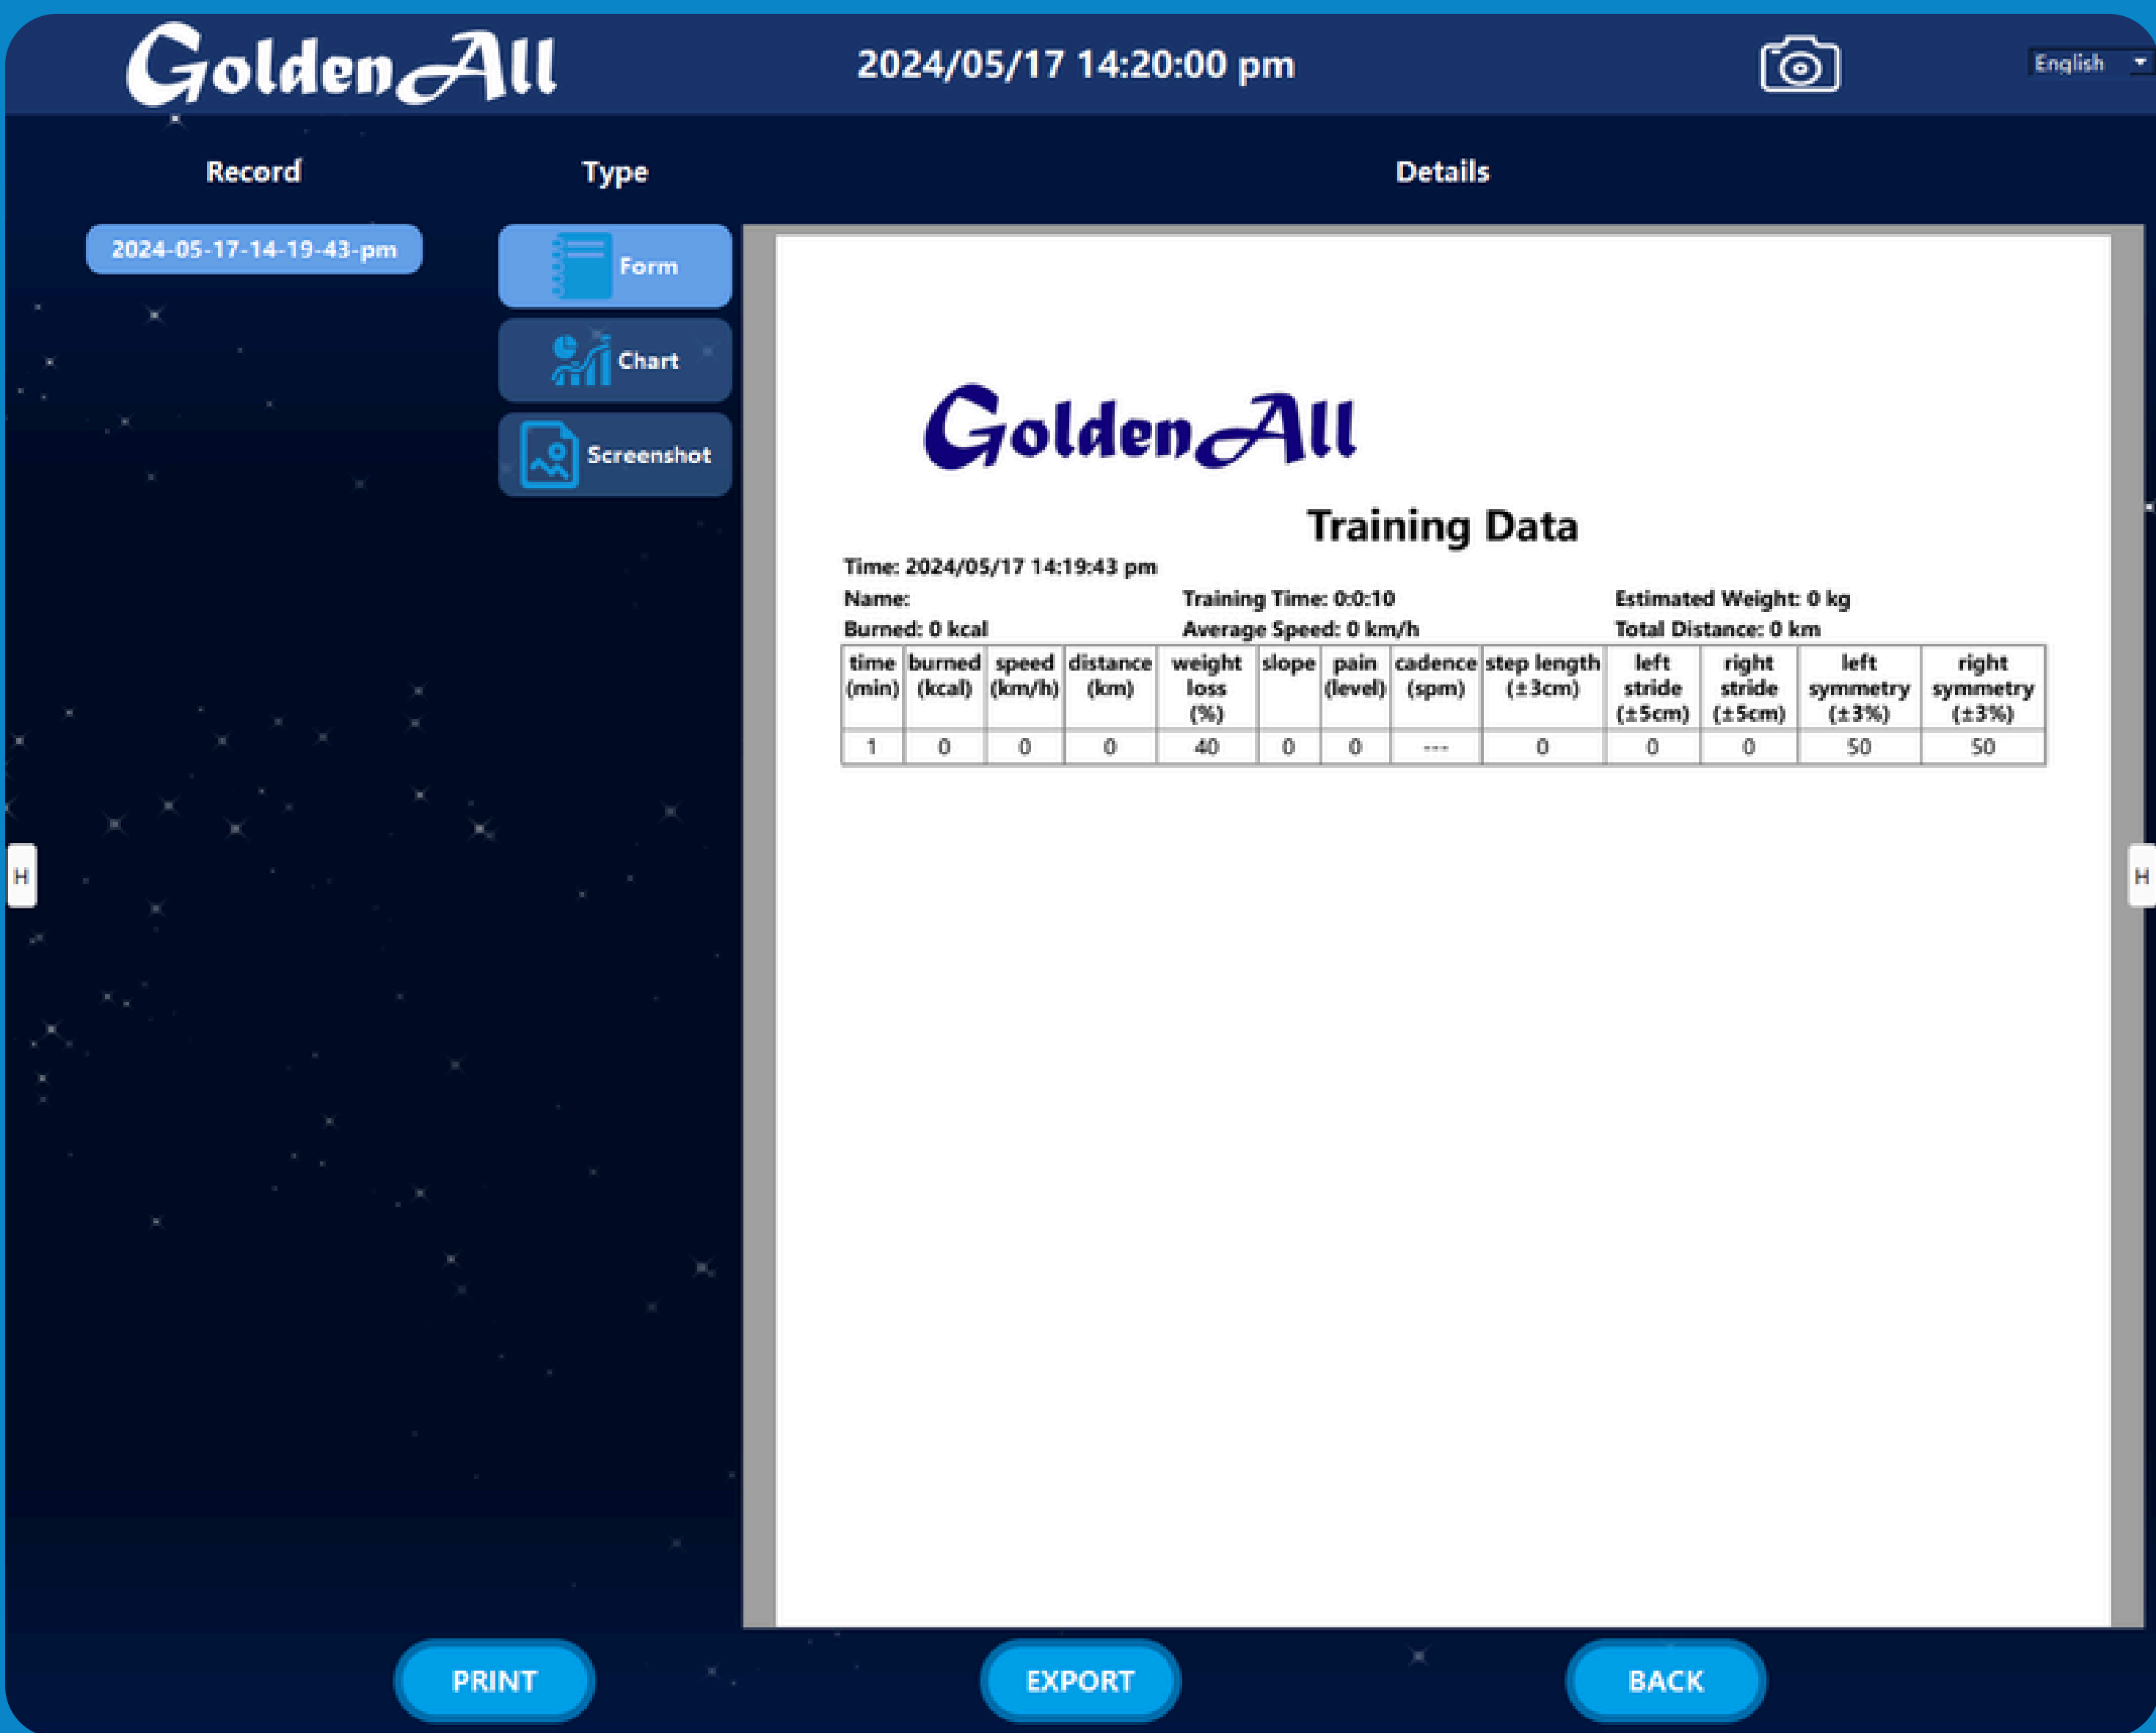 GoldenAll
2024/05/17 14:20:00 pm
English
Record
Type
Details
2024-05-17-14-19-43-pm
Form
Chart
Screenshot
GoldenAll
Training Data
Time: 2024/05/17 14:19:43 pm
Name: Training Time: 0:0:10 Estimated Weight: 0 kg
Burned: 0 kcal Average Speed: 0 km/h Total Distance: 0 km
time (min) burned (kcal) speed (km/h) distance (km) weight loss (%) slope pain (level) cadence (spm) step length (±3cm) left stride (±5cm) right stride (±5cm) left symmetry (±3%) right symmetry (±3%)
1 0 0 0 40 0 0 --- 0 0 0 50 50
H
H
PRINT
EXPORT
BACK